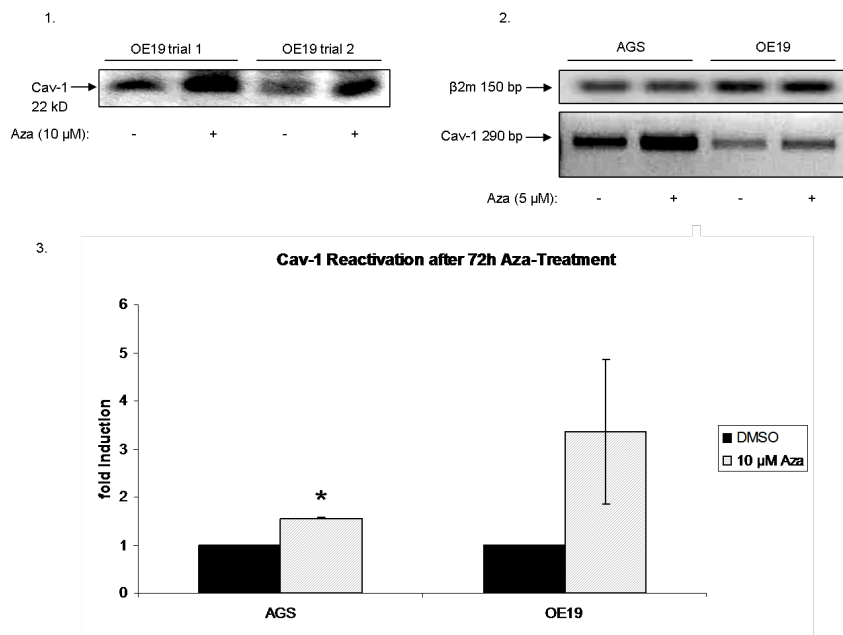 1.
OE19 trial 1 OE19 trial 2
Cav-1
22 kD
Aza (10 µM): - + - +
2.
AGS OE19
β2m 150 bp
Cav-1 290 bp
Aza (5 µM): - + - +
3.
Cav-1 Reactivation after 72h Aza-Treatment
fold Induction
6
5
4
3
2
1
0
*
AGS OE19
DMSO
10 µM Aza